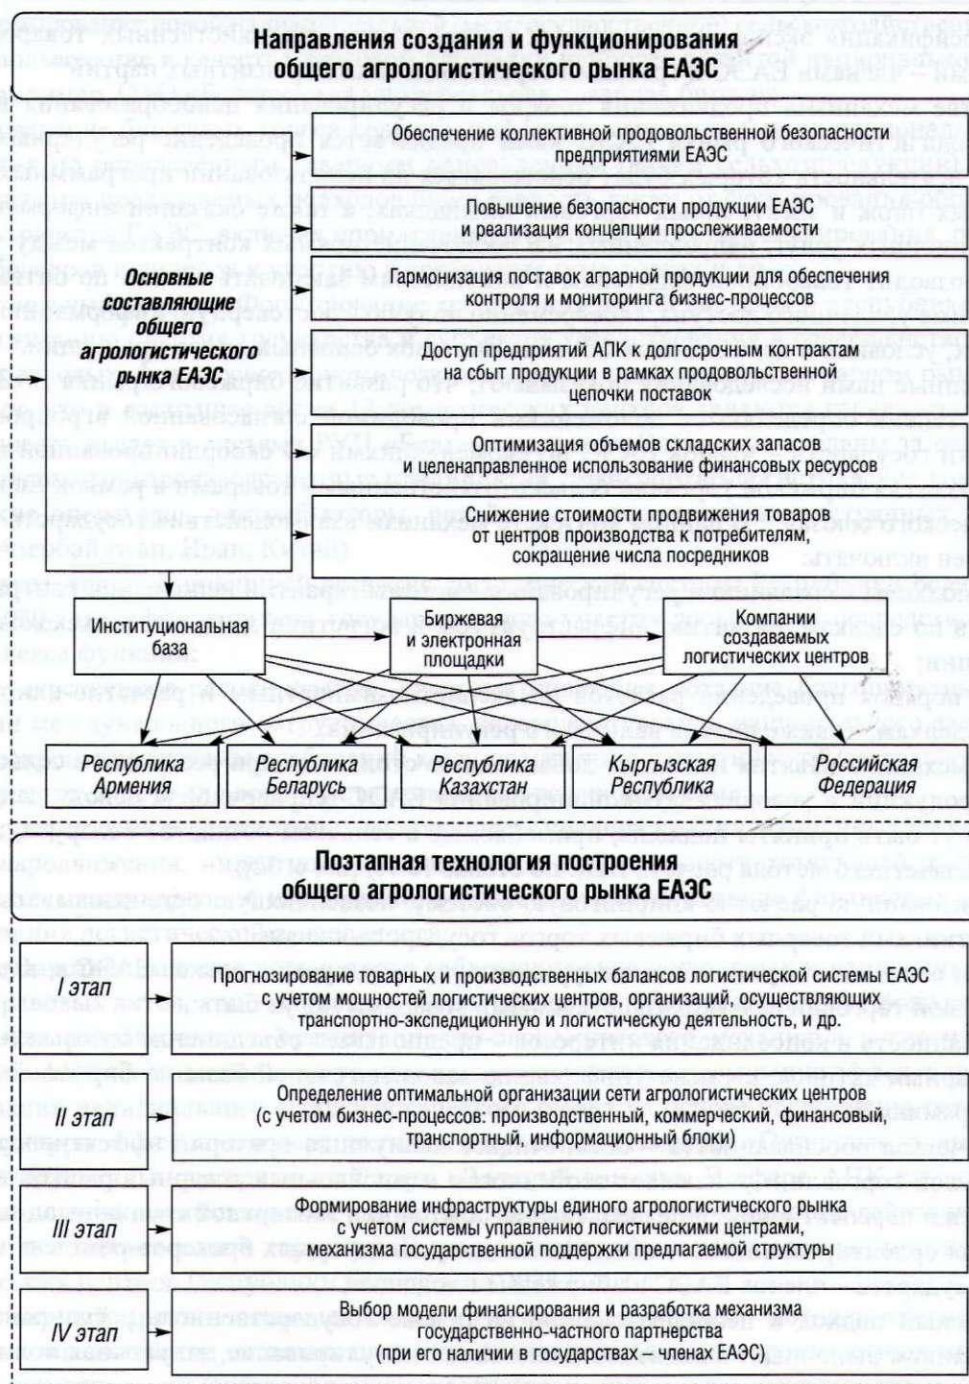 Направления создания и функционирования
общего агрологистического рынка ЕАЭС
Основные
составляющие
общего
агрологистического
рынка ЕАЭС
Обеспечение коллективной продовольственной безопасности
предприятиями ЕАЭС
Повышение безопасности продукции ЕАЭС
и реализация концепции прослеживаемости
Гармонизация поставок аграрной продукции для обеспечения
контроля и мониторинга бизнес-процессов
Доступ предприятий АПК к долгосрочным контрактам
на сбыт продукции в рамках продовольственной
цепочки поставок
Оптимизация объемов складских запасов
и целенаправленное использование финансовых ресурсов
Снижение стоимости продвижения товаров
от центров производства к потребителям,
сокращение числа посредников
Институциональная
база
Биржевая
и электронная
площадки
Компании
создаваемых
логистических центров
Республика
Армения
Республика
Беларусь
Республика
Казахстан
Кыргызская
Республика
Российская
Федерация
Поэтапная технология построения
общего агрологистического рынка ЕАЭС
I этап
Прогнозирование товарных и производственных балансов логистической системы ЕАЭС
с учетом мощностей логистических центров, организаций, осуществляющих
транспортно-экспедиционную и логистическую деятельность, и др.
II этап
Определение оптимальной организации сети агрологистических центров
(с учетом бизнес-процессов: производственный, коммерческий, финансовый,
транспортный, информационный блоки)
III этап
Формирование инфраструктуры единого агрологистического рынка
и системы управлению логистическими центрами,
механизма государственной поддержки предлагаемой структуры
IV этап
Выбор модели финансирования и разработка механизма
государственно-частного партнерства
(при его наличии в государствах – членах ЕАЭС)